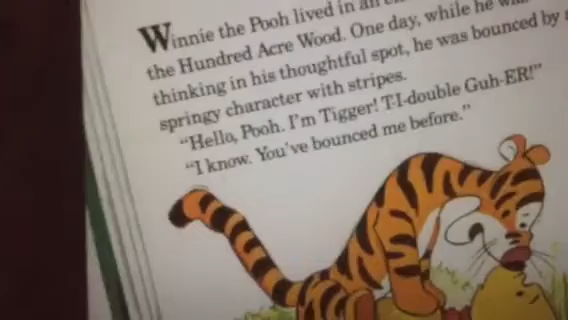 Winnie the Pooh lived in an
the Hundred Acre Wood. One day, while he
thinking in his thoughtful spot, he was bounced by
springy character with stripes.
"Hello, Pooh. I'm Tigger! T-I-double Guh-ER!"
"I know. You've bounced me before."